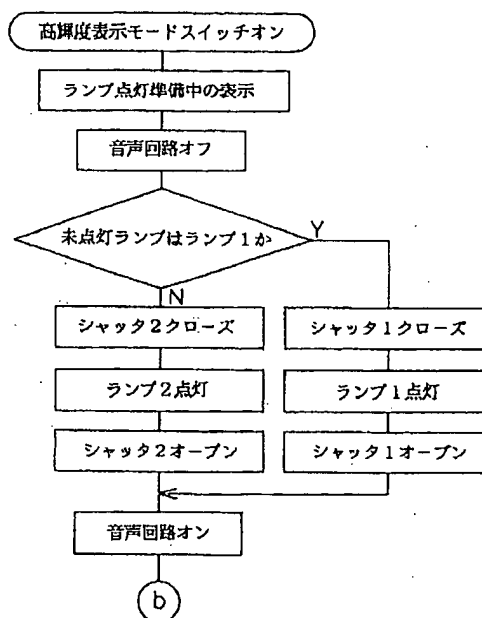 高輝度表示モードスイッチオン
ランプ点灯準備中の表示
音声回路オフ
未点灯ランプはランプ1か
Y
N
シャッタ2クローズ
シャッタ1クローズ
ランプ2点灯
ランプ1点灯
シャッタ2オープン
シャッタ1オープン
音声回路オン
b